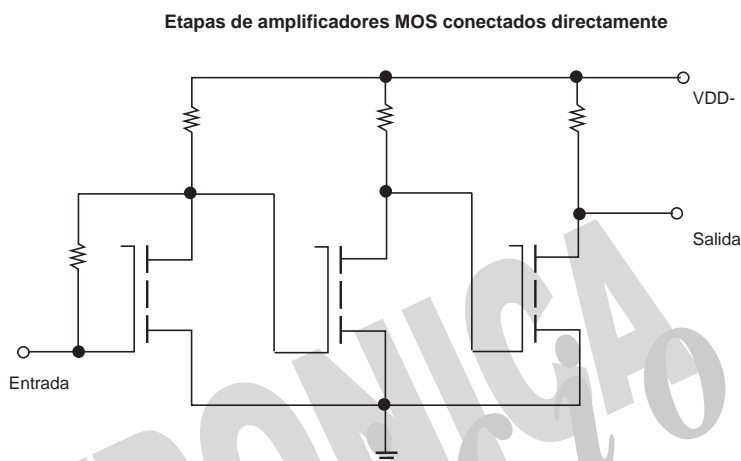 Etapas de amplificadores MOS conectados directamente
VDD-
Salida
Entrada